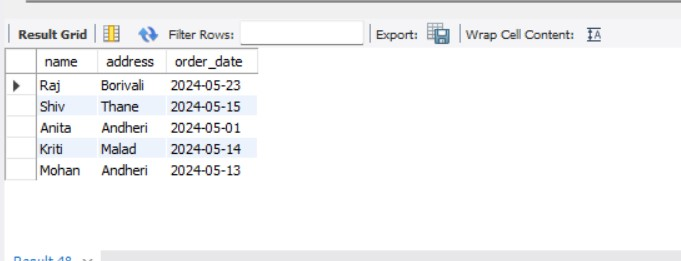 Result Grid Filter Rows: Export: Wrap Cell Content: IA
name address order_date
Raj Borivali 2024-05-23
Shiv Thane 2024-05-15
Anita Andheri 2024-05-01
Kriti Malad 2024-05-14
Mohan Andheri 2024-05-13
Result 48